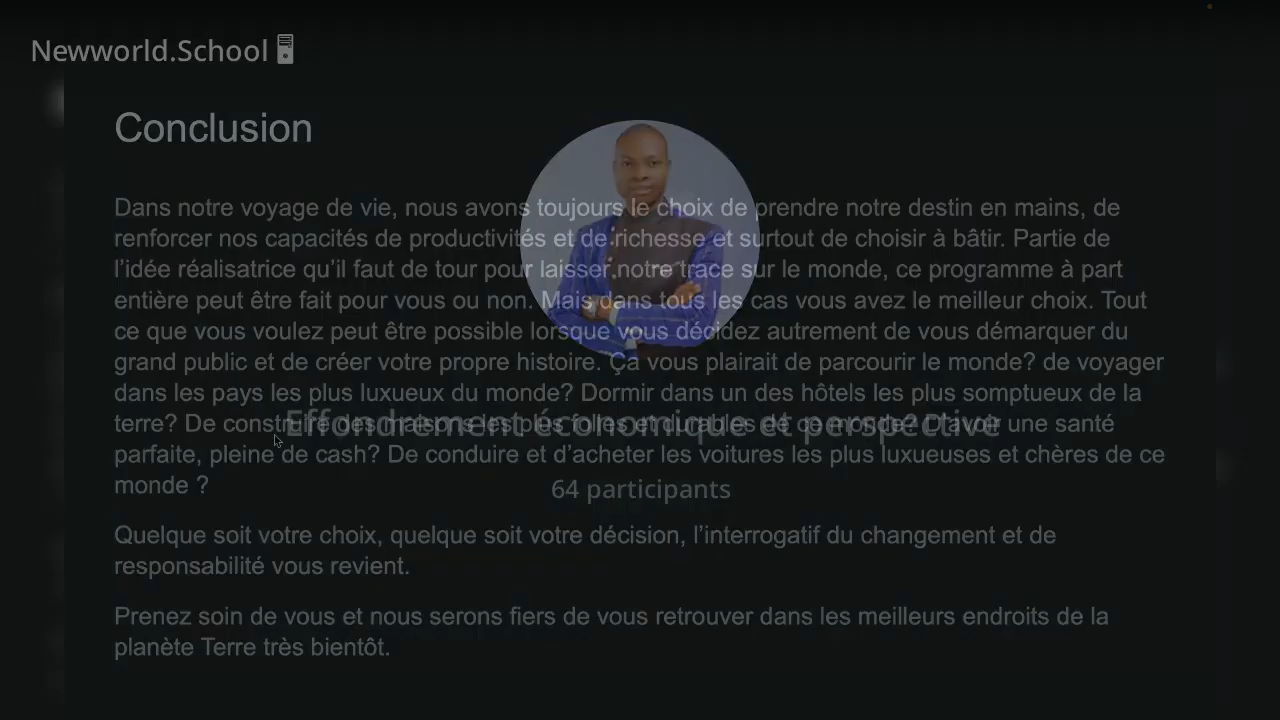 Newworld.School
Conclusion
Dans notre voyage de vie, nous avons toujours le choix de prendre notre destin en mains, de
renforcer nos capacités de productivités et de richesse et surtout de choisir à bâtir. Partie de
l’idée réalisatrice qu’il faut de tour pour laisser notre trace sur le monde, ce programme à part
entière peut être fait pour vous ou non. Mais dans tous les cas vous avez le meilleur choix. Tout
ce que vous voulez peut être possible lorsque vous décidez autrement de vous démarquer du
grand public et de créer votre propre histoire. Ça vous plairait de parcourir le monde? de voyager
dans les pays les plus luxueux du monde? Dormir dans un des hôtels les plus somptueux de la
terre? De construire des maisons les plus folles et durables de ce monde? D’avoir une santé
Effondrement économique et perspective
parfaite, pleine de cash? De conduire et d’acheter les voitures les plus luxueuses et chères de ce
monde ?
64 participants
Quelque soit votre choix, quelque soit votre décision, l’interrogatif du changement et de
responsabilité vous revient.
Prenez soin de vous et nous serons fiers de vous retrouver dans les meilleurs endroits de la
planète Terre très bientôt.